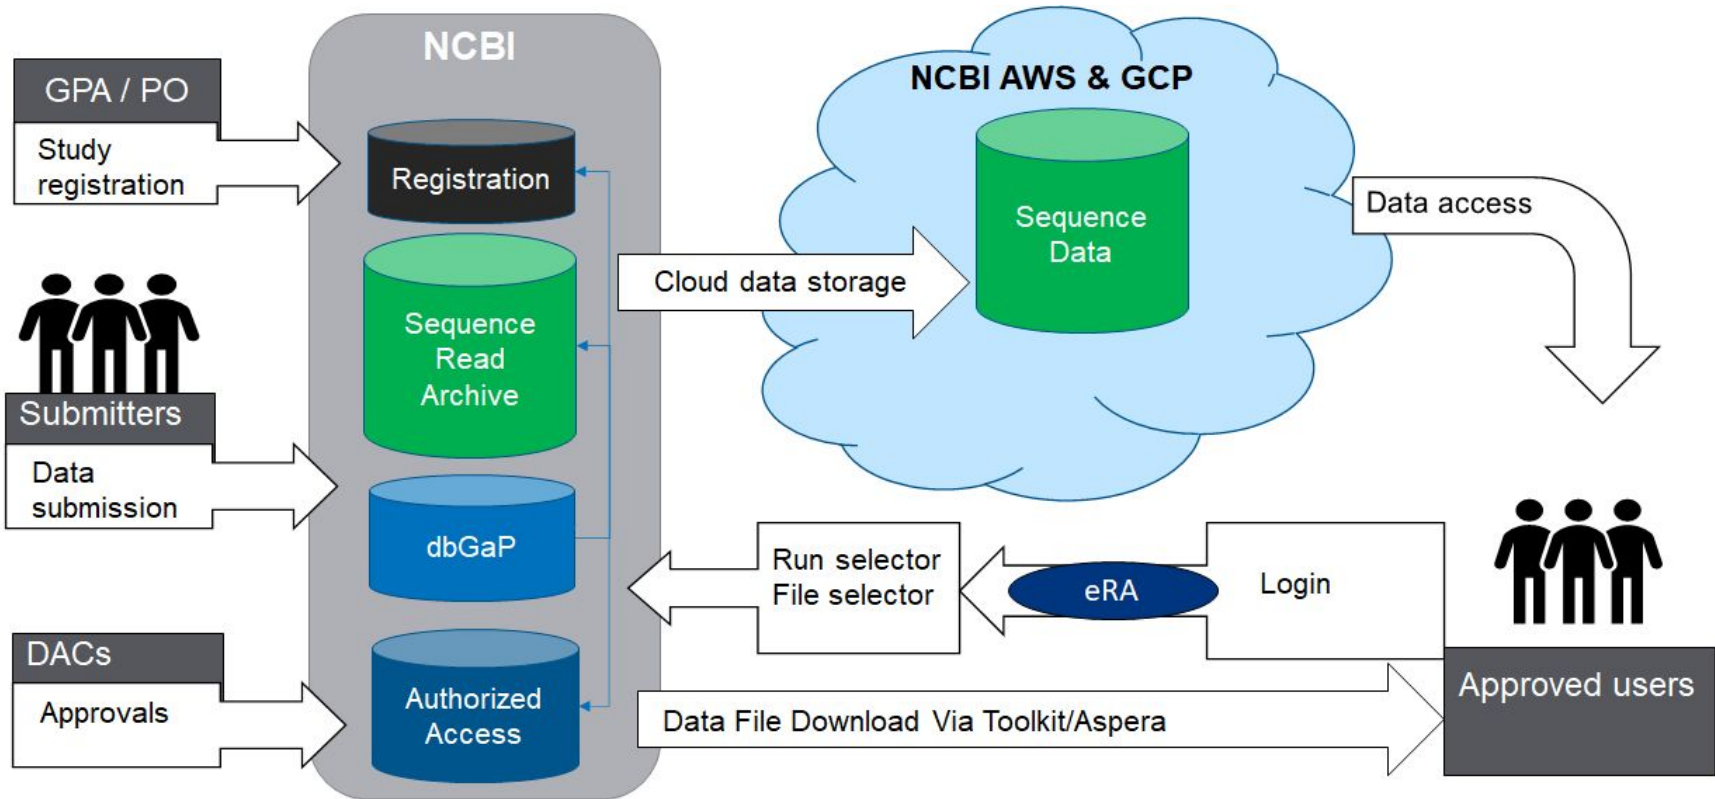 NCBI
GPA / PO
Study
registration
Registration
Sequence
Read
Archive
Submitters
Data
submission
dbGaP
DACs
Approvals
Authorized
Access
NCBI AWS & GCP
Sequence
Data
Cloud data storage
Data access
Run selector
File selector
eRA
Login
Approved users
Data File Download Via Toolkit/Aspera